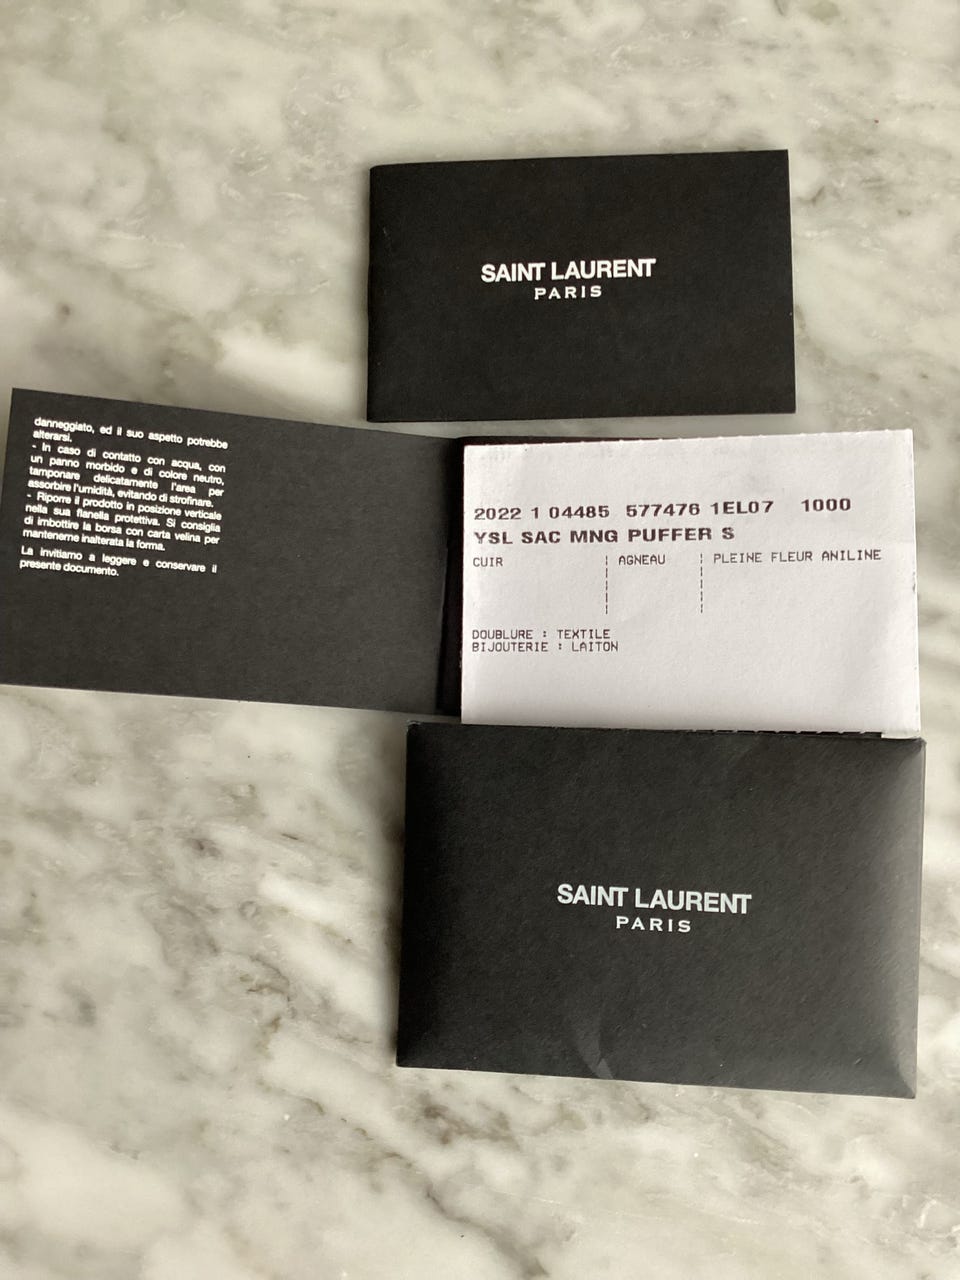 SAINT LAURENT
PARIS
danneggiato, ed il suo aspetto potrebbe
alterarsi.
- In caso di contatto con acqua, con
un panno morbido e di colore neutro,
tamponare delicatamente l'area per
assorbire l'umidità, evitando di strofinare.
- Riporre il prodotto in posizione verticale
nella sua flanella protettiva. Si consiglia
di imbottire la borsa con carta velina per
mantenerne inalterata la forma.
La invitiamo a leggere e conservare il
presente documento.
2022 1 04485 577476 1EL07 1000
YSL SAC MNG PUFFER S
CUIR AGNEAU PLEINE FLEUR ANILINE
DOUBLURE : TEXTILE
BIJOUTERIE : LAITON
SAINT LAURENT
PARIS